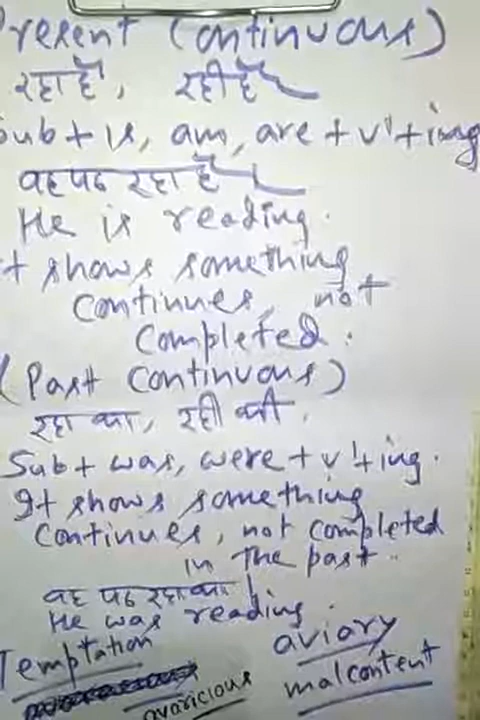 Present (Continuous)
रहा है, रही है
Sub + is, am, are + v' + ing
वह पढ रहा है।
He is reading.
It shows something
continues, not
completed.
(Past Continuous)
रहा था, रही थी.
Sub + was, were + v' + ing.
It shows something
continues, not completed
in the past.
वह पढ रहा था।
He was reading.
Temptation aviary
avaricious malcontent